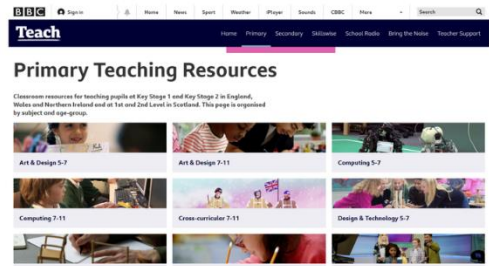 BBC Sign in Home News Sport Weather iPlayer Sounds CBBC More Search
Teach Home Primary Secondary Skillswise School Radio Bring the Noise Teacher Support
Primary Teaching Resources
Classroom resources for teaching pupils at Key Stage 1 and Key Stage 2 in England,
Wales and Northern Ireland and at 1st and 2nd Level in Scotland. This page is organised
by subject and age-group.
Art & Design 5-7 Art & Design 7-11 Computing 5-7
Computing 7-11 Cross-curricular 7-11 Design & Technology 5-7